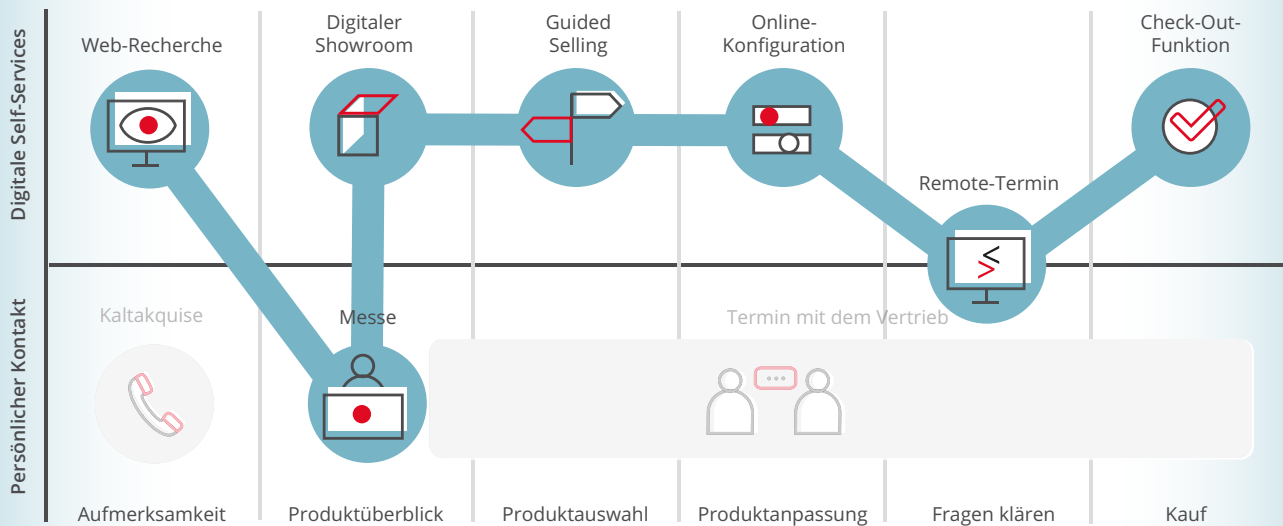 Digitale Self-Services
Web-Recherche
Digitaler
Showroom
Guided
Selling
Online-
Konfiguration
Remote-Termin
Check-Out-
Funktion
Persönlicher Kontakt
Kaltakquise
Messe
Termin mit dem Vertrieb
Aufmerksamkeit
Produktüberblick
Produktauswahl
Produktanpassung
Fragen klären
Kauf